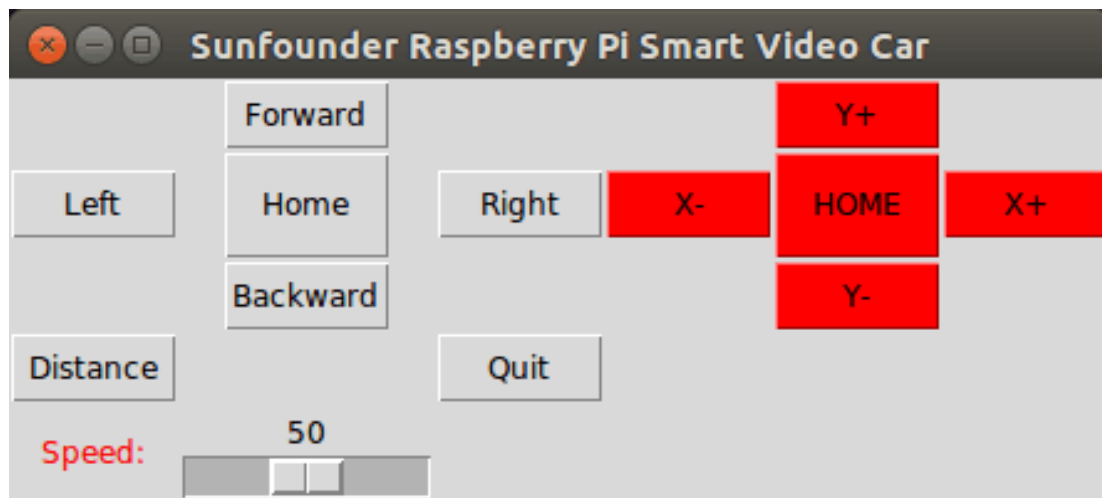 Sunfounder Raspberry Pi Smart Video Car
Forward Y+
Left Home Right X- HOME X+
Backward Y-
Distance Quit
50
Speed: